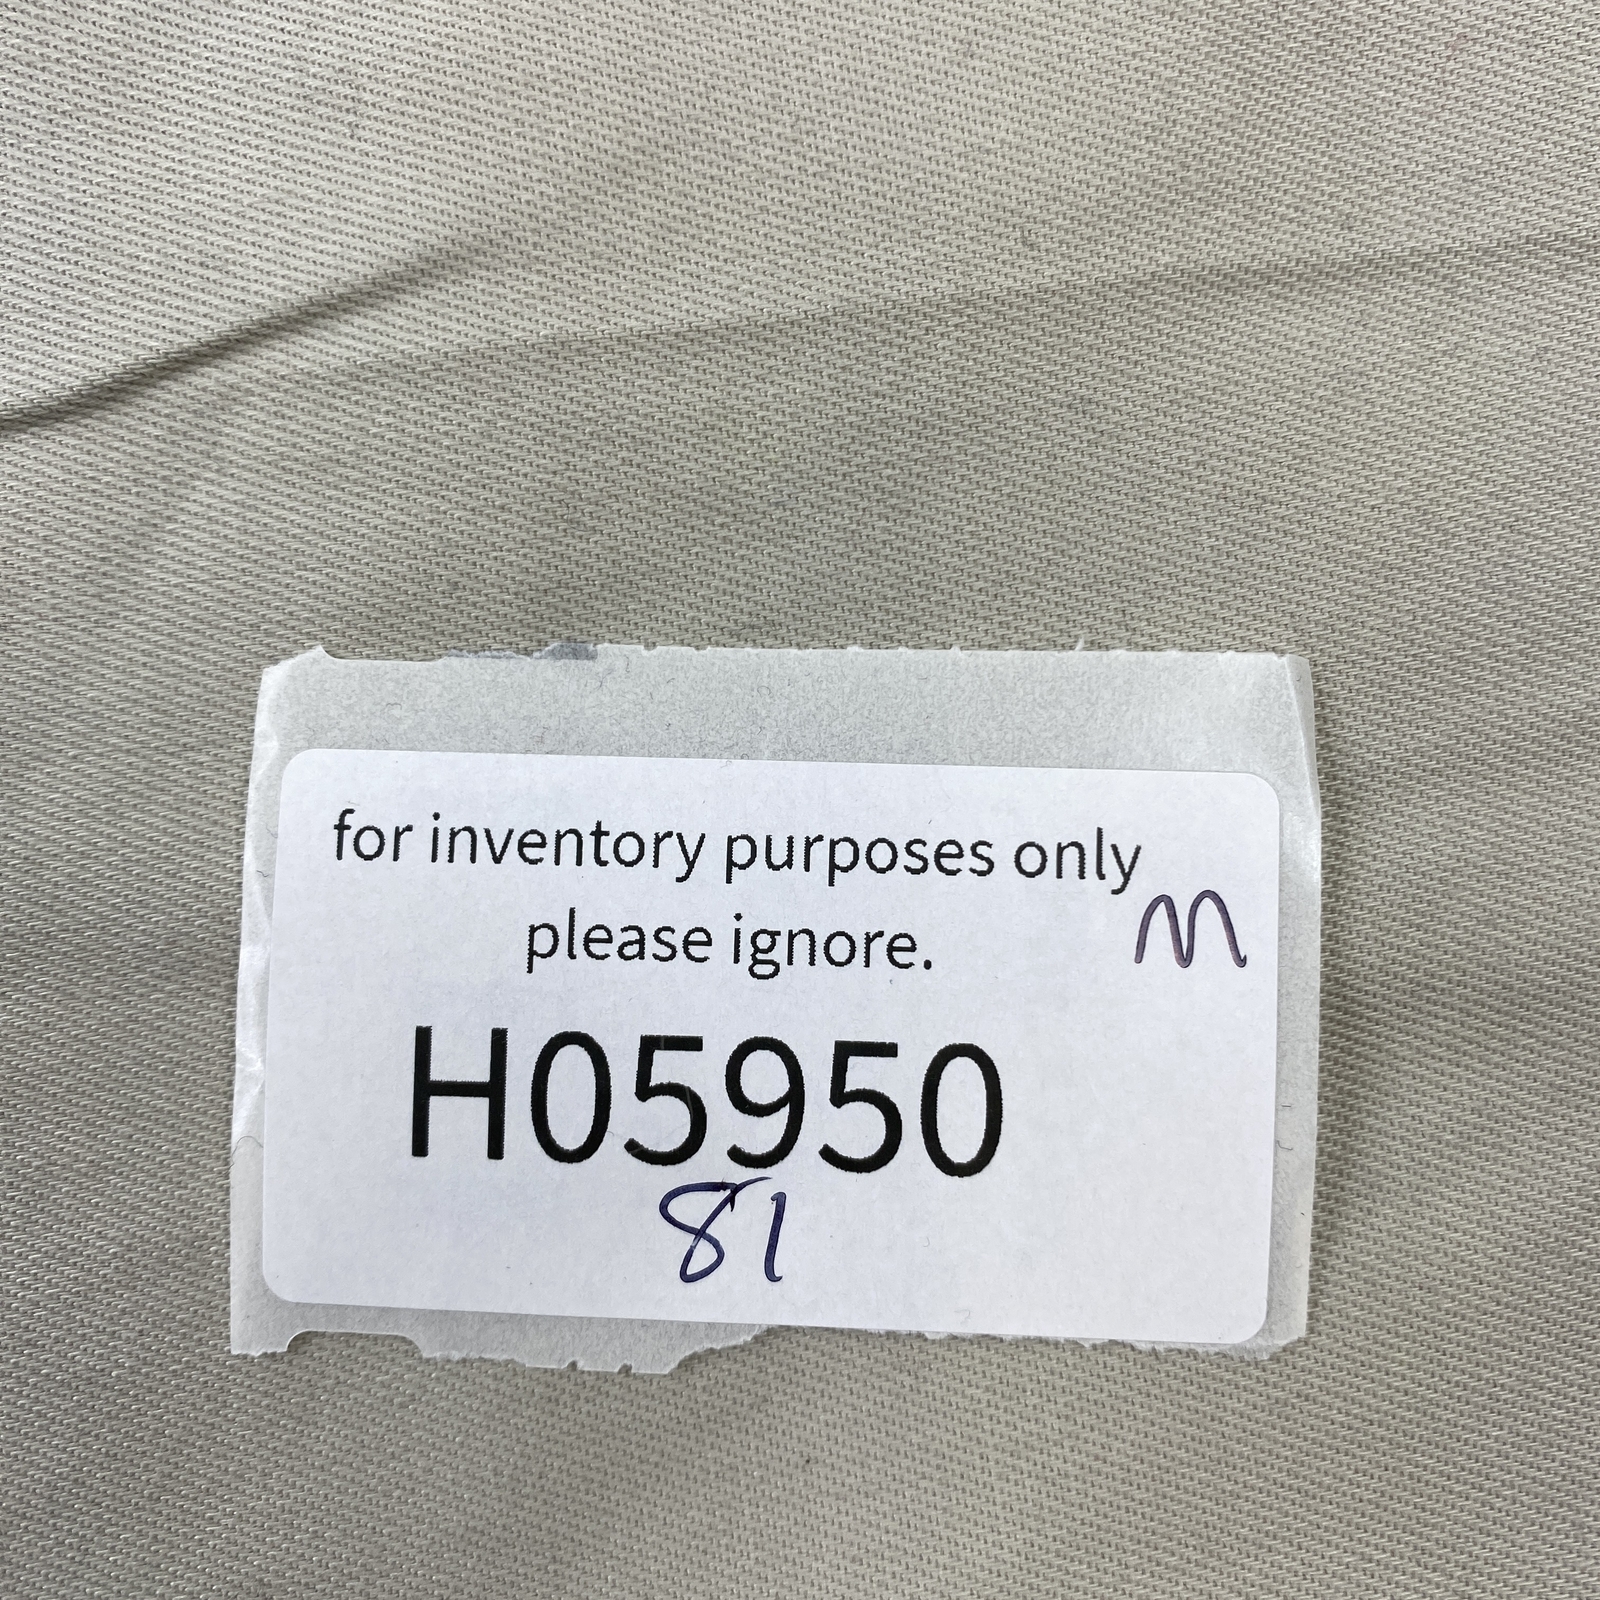 for inventory purposes only
please ignore.
M
H05950
81